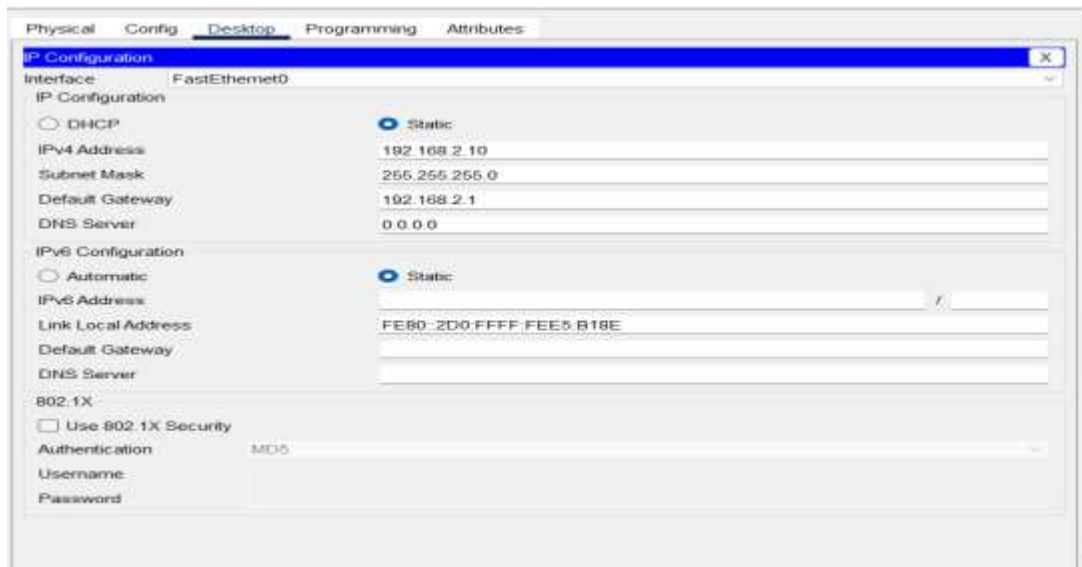 Physical Config Desktop Programming Attributes
IP Configuration X
Interface FastEthernet0
IP Configuration
DHCP Static
IPv4 Address 192.168.2.10
Subnet Mask 255.255.255.0
Default Gateway 192.168.2.1
DNS Server 0.0.0.0
IPv6 Configuration
Automatic Static
IPv6 Address /
Link Local Address FE80::2D0:FFFF:FEE5:B18E
Default Gateway
DNS Server
802.1X
Use 802.1X Security
Authentication MD5
Username
Password